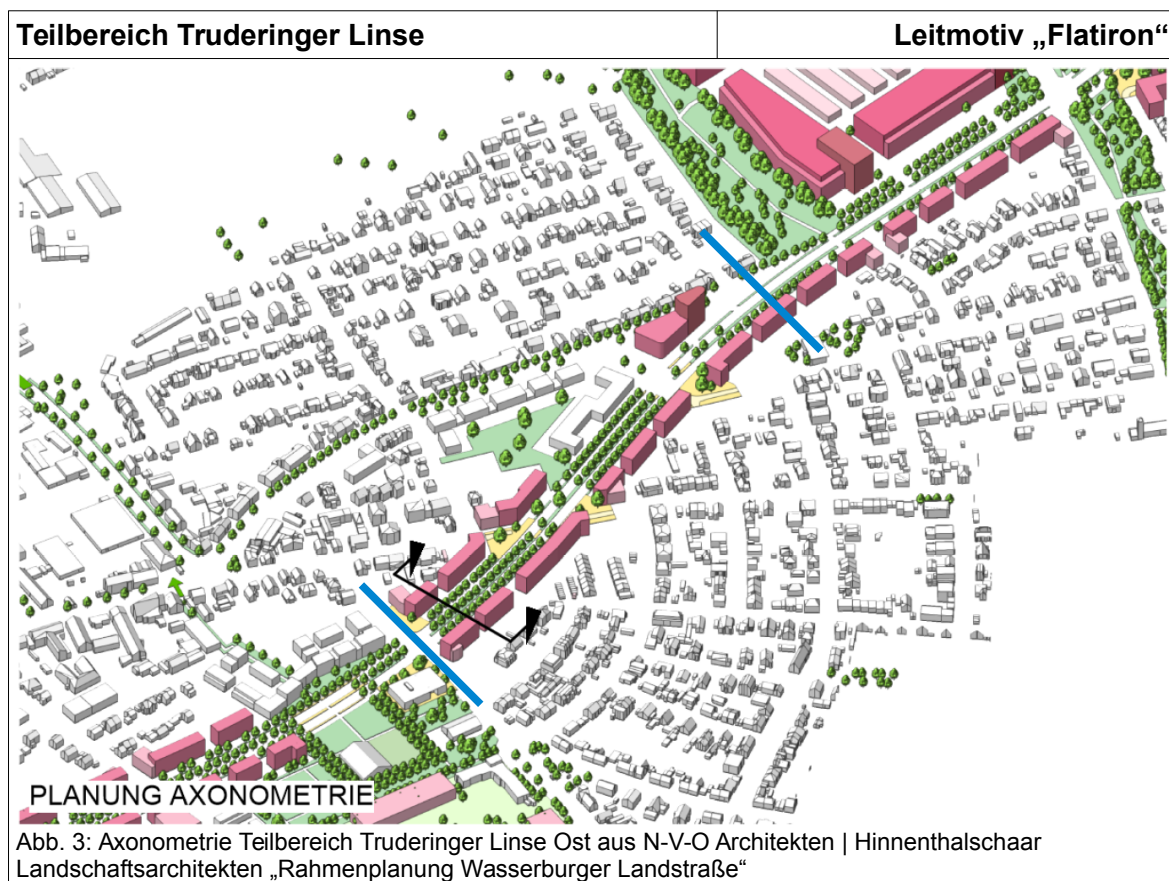 Teilbereich Truderinger Linse
Leitmotiv „Flatiron“
PLANUNG AXONOMETRIE
Abb. 3: Axonometrie Teilbereich Truderinger Linse Ost aus N-V-O Architekten | Hinnenthalschaar
Landschaftsarchitekten „Rahmenplanung Wasserburger Landstraße“